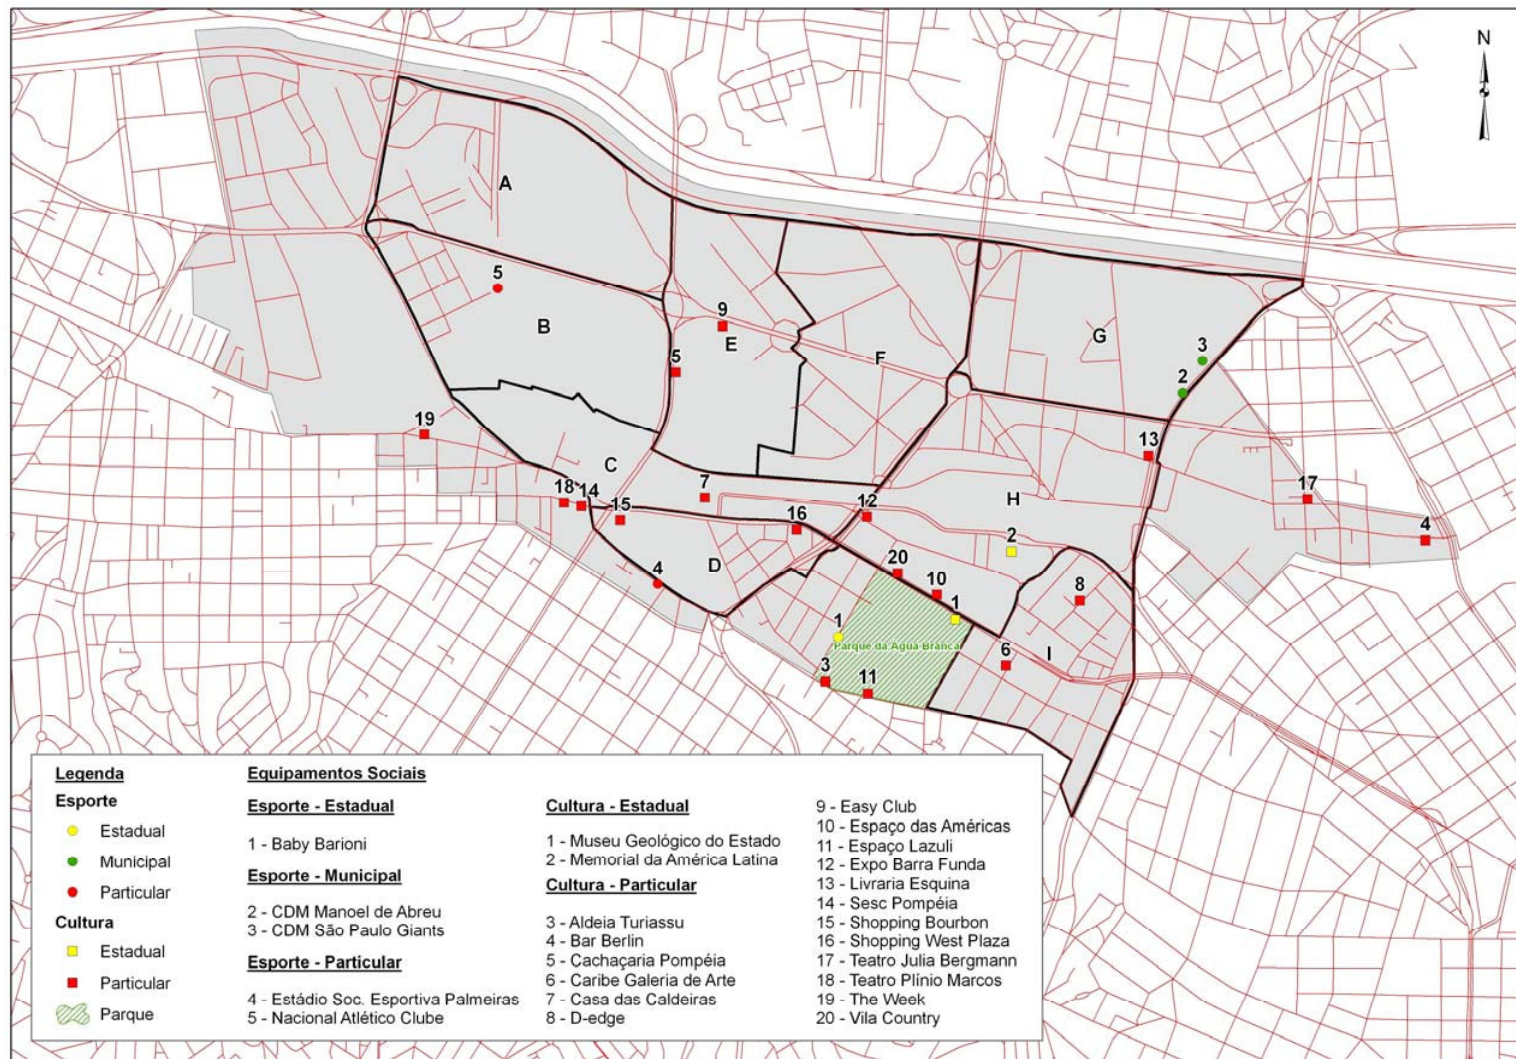 N
A
5
B
9
E
5
F
G
3
2
19
C
7
18
14
15
16
12
13
H
17
4
2
20
10
8
D
4
1
1
Parque da Água Branca
3
11
6
I
Legenda
Esporte
Estadual
Municipal
Particular
Cultura
Estadual
Particular
Parque
Equipamentos Sociais
Esporte - Estadual
1 - Baby Barioni
Esporte - Municipal
2 - CDM Manoel de Abreu
3 - CDM São Paulo Giants
Esporte - Particular
4 - Estádio Soc. Esportiva Palmeiras
5 - Nacional Atlético Clube
Cultura - Estadual
1 - Museu Geológico do Estado
2 - Memorial da América Latina
Cultura - Particular
3 - Aldeia Turiassu
4 - Bar Berlin
5 - Cachaçaria Pompéia
6 - Caribe Galeria de Arte
7 - Casa das Caldeiras
8 - D-edge
9 - Easy Club
10 - Espaço das Américas
11 - Espaço Lazuli
12 - Expo Barra Funda
13 - Livraria Esquina
14 - Sesc Pompéia
15 - Shopping Bourbon
16 - Shopping West Plaza
17 - Teatro Julia Bergmann
18 - Teatro Plínio Marcos
19 - The Week
20 - Vila Country